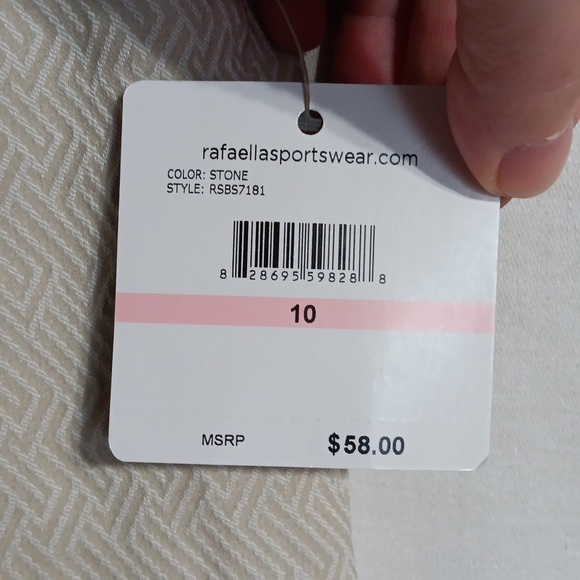 rafaellasportswear.com
COLOR: STONE
STYLE: RSBS7181
8 28695 59828 8
10
MSRP $58.00